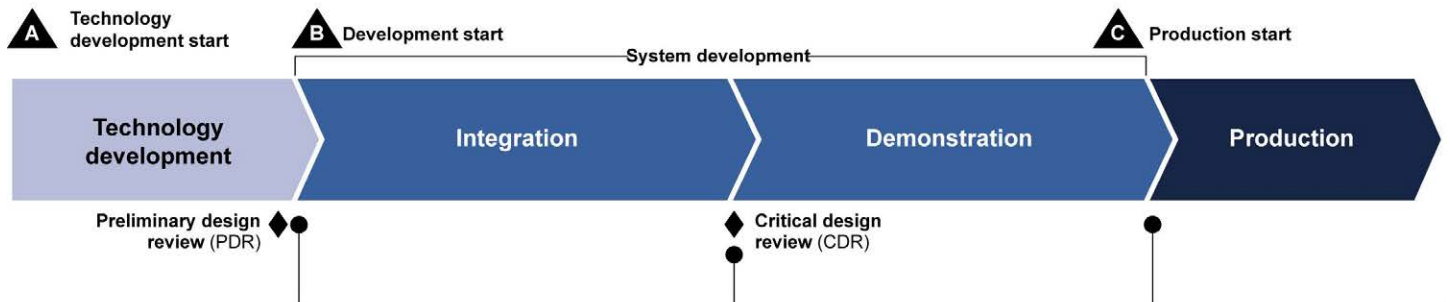 A
Technology
development start
B
Development start
C
Production start
System development
Technology
development
Integration
Demonstration
Production
Preliminary design
review (PDR)
Critical design
review (CDR)